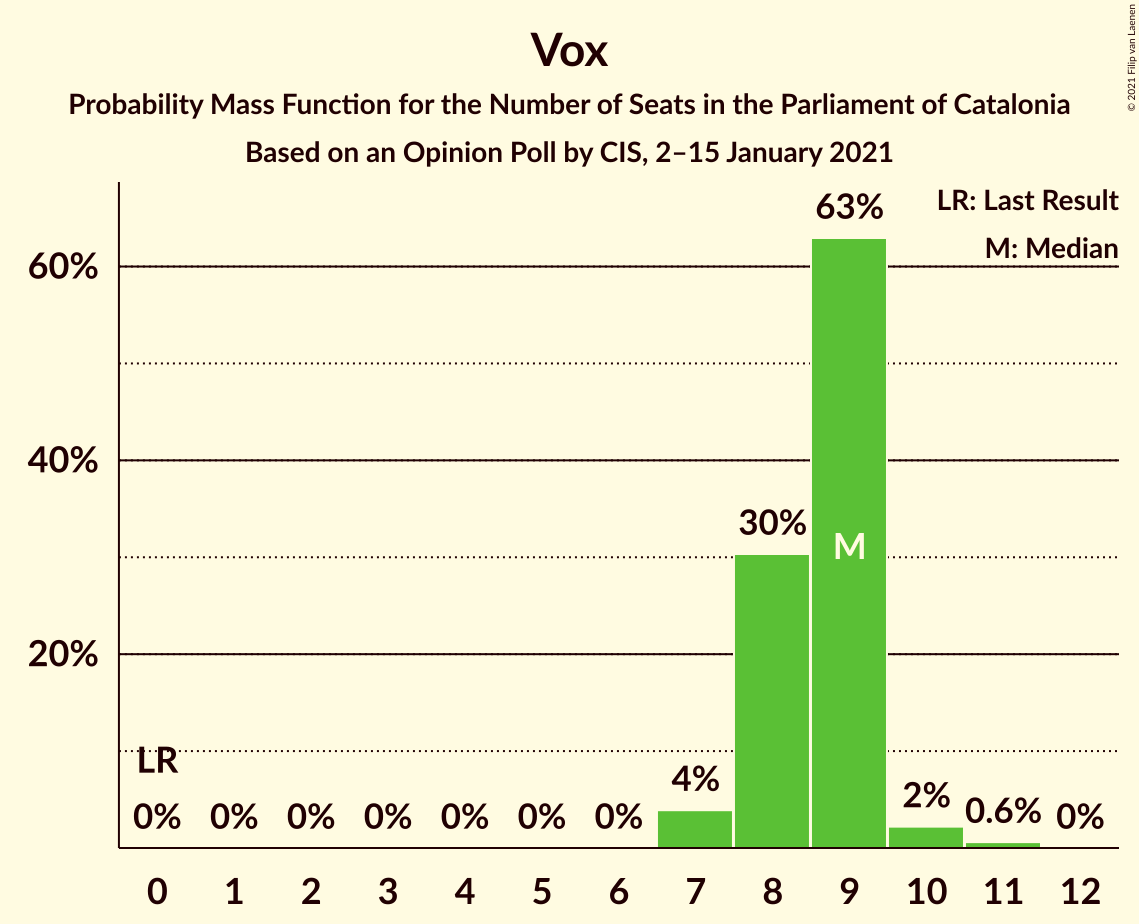 Vox
Probability Mass Function for the Number of Seats in the Parliament of Catalonia
Based on an Opinion Poll by CIS, 2–15 January 2021
© 2021 Filip van Laenen
LR: Last Result
M: Median
60%
40%
20%
LR
0% 0% 0% 0% 0% 0% 0% 4% 30% 63% 2% 0.6% 0%
M
0 1 2 3 4 5 6 7 8 9 10 11 12